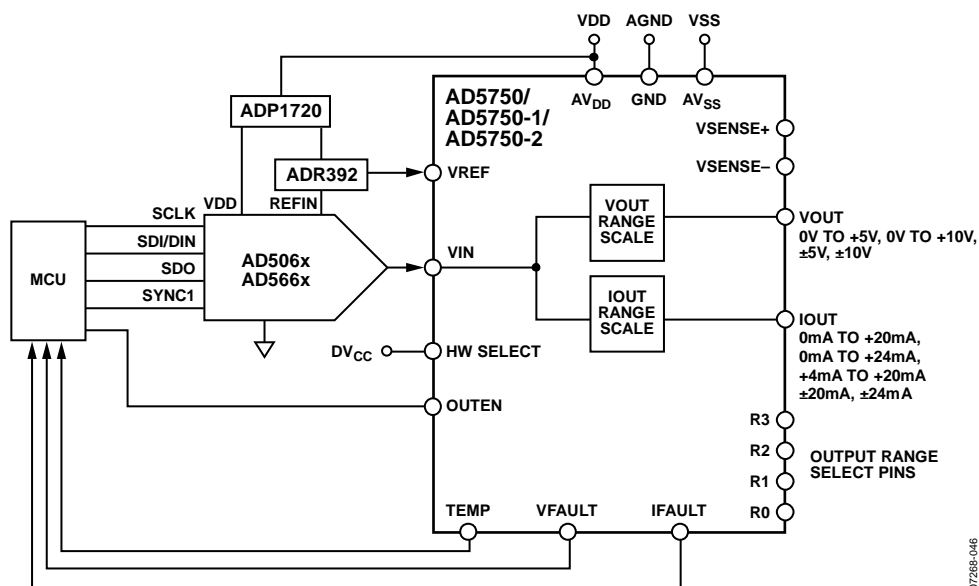 VDD AGND VSS
AD5750/
AD5750-1/
AD5750-2
AVDD GND AVSS
ADP1720
VSENSE+
ADR392
VSENSE–
VREF
VDD REFIN
SCLK
SDI/DIN
SDO
SYNC1
MCU
AD506x
AD566x
VIN
VOUT
RANGE
SCALE
VOUT
0V TO +5V, 0V TO +10V,
±5V, ±10V
IOUT
RANGE
SCALE
IOUT
0mA TO +20mA,
0mA TO +24mA,
+4mA TO +20mA
±20mA, ±24mA
DVCC
HW SELECT
OUTEN
R3
R2
R1
R0
OUTPUT RANGE
SELECT PINS
TEMP VFAULT IFAULT
07268-046